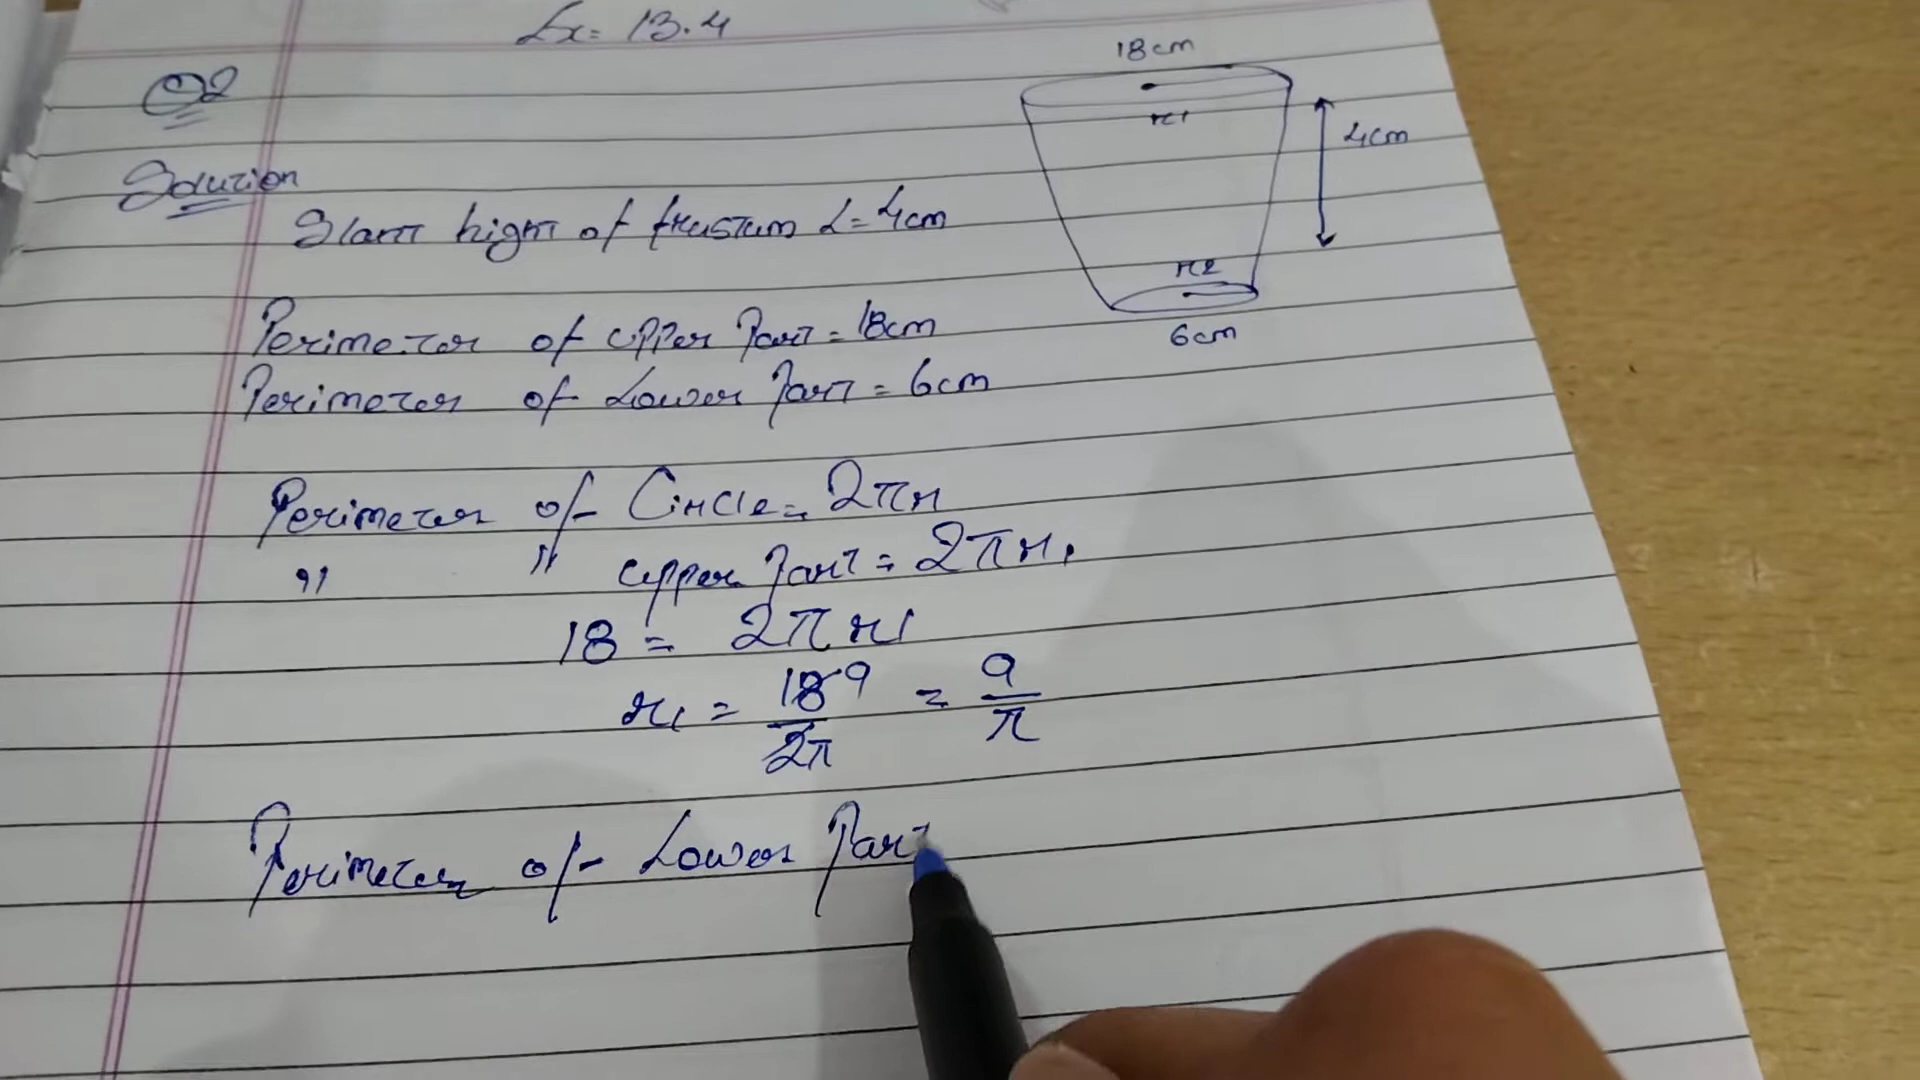 Ex= 13.4
Q2
18cm
r1
4cm
r2
6cm
Solution
Slant hight of frustum L=4cm
Perimeter of upper Part = 18cm
Perimeter of Lower Part = 6cm
Perimeter of Circle = 2πr
" " upper Part = 2πr1
18 = 2πr1
r1 = 18 9 / 2π = 9/π
Perimeter of Lower Part